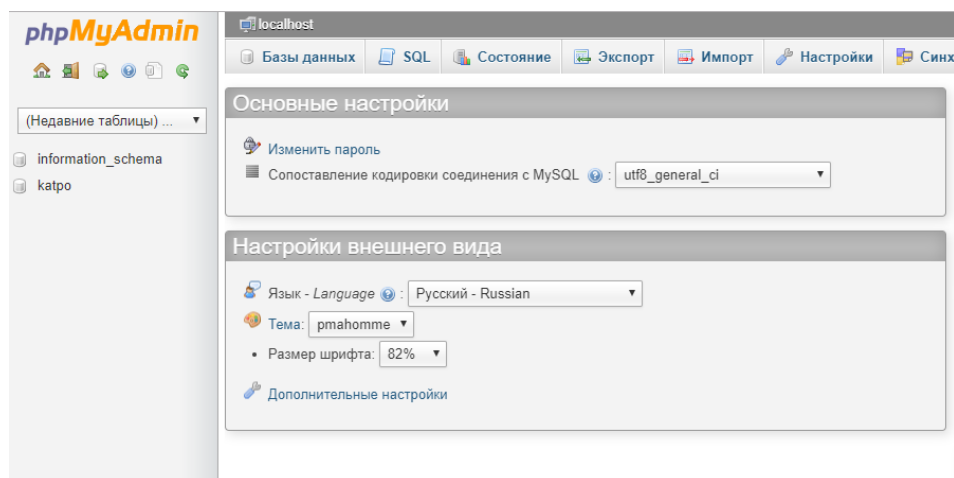 phpMyAdmin
(Недавние таблицы) ...
information_schema
katpo
localhost
Базы данных SQL Состояние Экспорт Импорт Настройки Синх
Основные настройки
Изменить пароль
Сопоставление кодировки соединения с MySQL : utf8_general_ci
Настройки внешнего вида
Язык - Language : Русский - Russian
Тема: pmahomme
• Размер шрифта: 82%
Дополнительные настройки